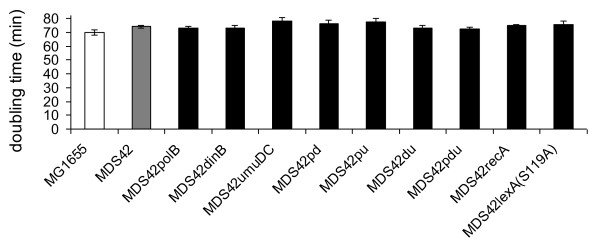 doubling time (min)
80
70
60
50
40
30
20
10
0
MG1655
MDS42
MDS42polB
MDS42dinB
MDS42umuDC
MDS42pd
MDS42pu
MDS42du
MDS42pdu
MDS42recA
MDS42lexA(S119A)